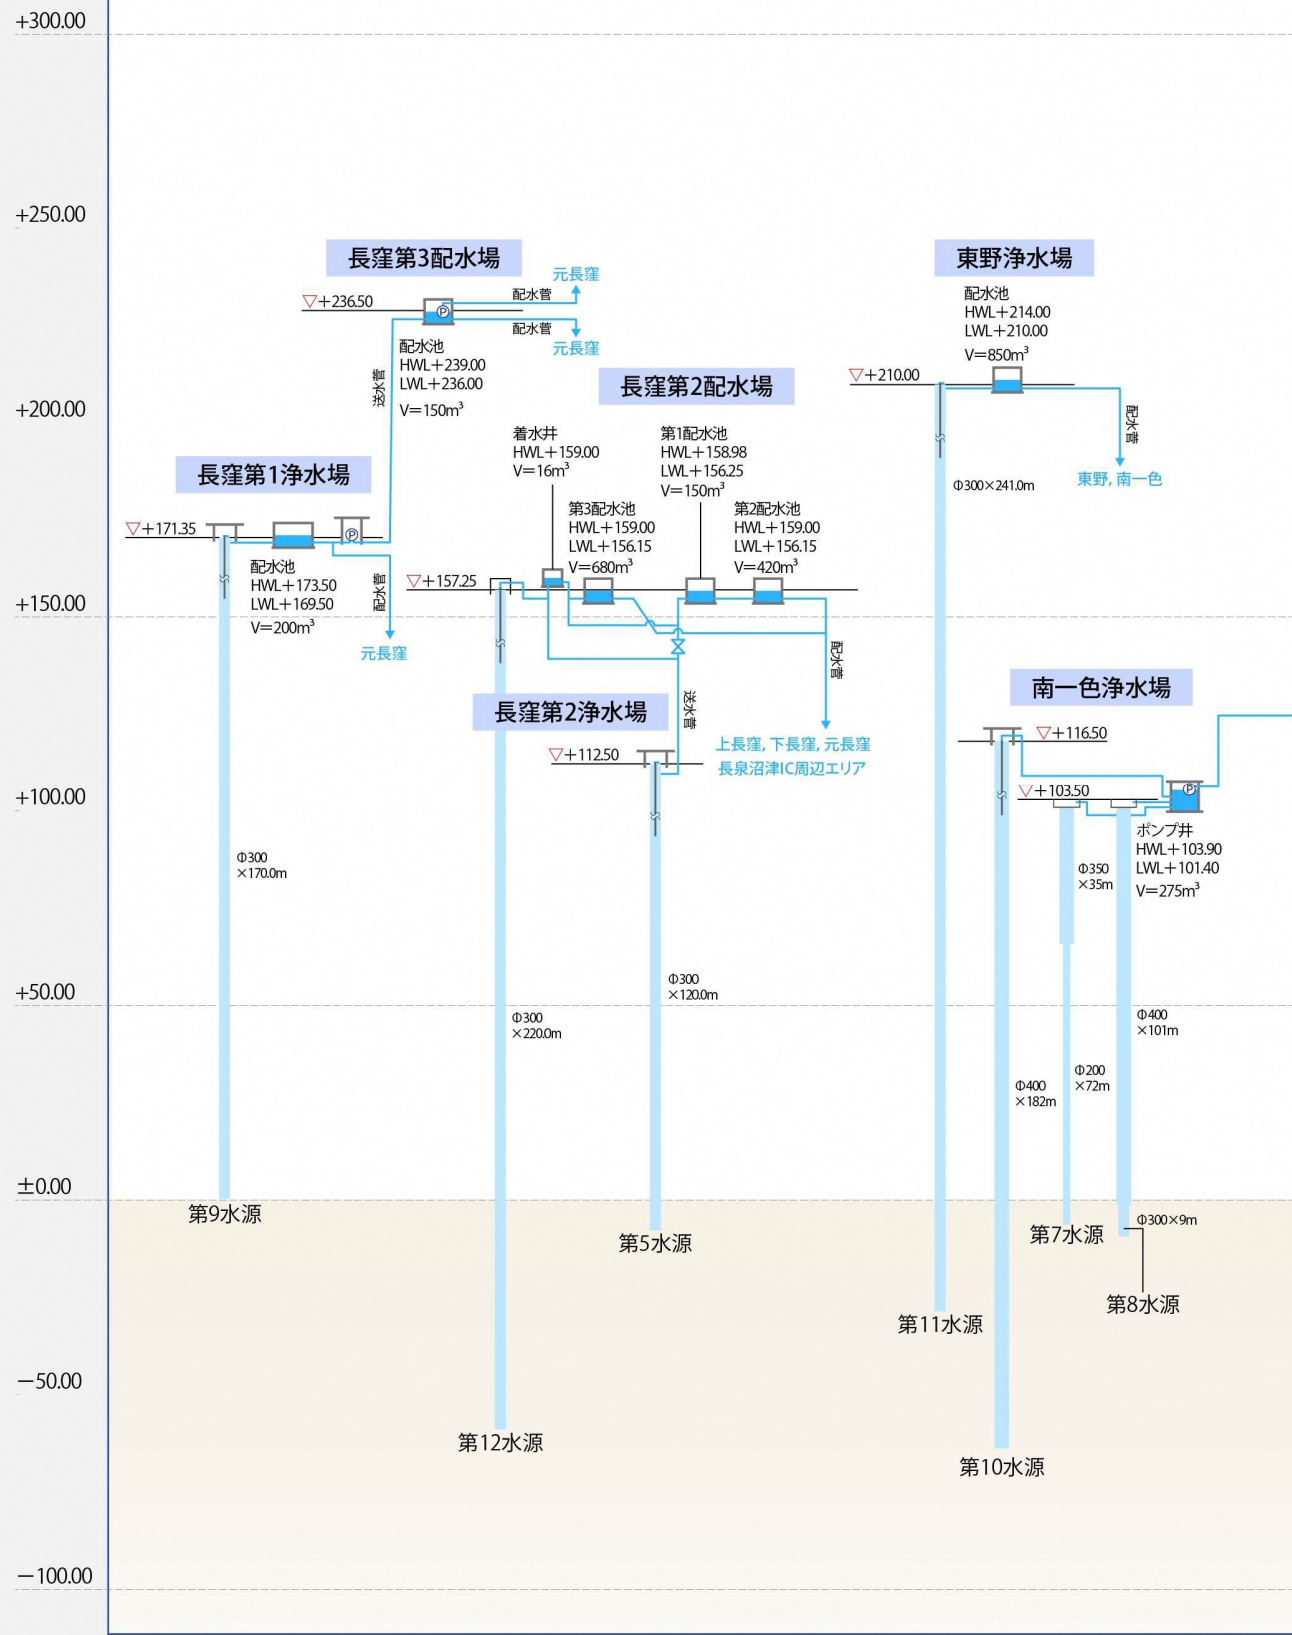 +300.00
+250.00
+200.00
+150.00
+100.00
+50.00
±0.00
−50.00
−100.00
長窪第3配水場
▽+236.50
配水管
元長窪
配水管
元長窪
配水池
HWL+239.00
LWL+236.00
V=150m³
送水管
長窪第1浄水場
▽+171.35
P
P
配水池
HWL+173.50
LWL+169.50
V=200m³
配水管
元長窪
Φ300
×170.0m
第9水源
長窪第2配水場
着水井
HWL+159.00
V=16m³
第1配水池
HWL+158.98
LWL+156.25
V=150m³
第3配水池
HWL+159.00
LWL+156.15
V=680m³
第2配水池
HWL+159.00
LWL+156.15
V=420m³
▽+157.25
配水管
上長窪, 下長窪, 元長窪
長泉沼津IC周辺エリア
長窪第2浄水場
送水管
▽+112.50
Φ300
×120.0m
Φ300
×220.0m
第5水源
第12水源
東野浄水場
配水池
HWL+214.00
LWL+210.00
V=850m³
▽+210.00
配水管
東野, 南一色
Φ300×241.0m
第11水源
南一色浄水場
▽+116.50
▽+103.50
P
ポンプ井
HWL+103.90
LWL+101.40
V=275m³
Φ350
×35m
Φ400
×101m
Φ200
×72m
Φ400
×182m
Φ300×9m
第7水源
第8水源
第10水源